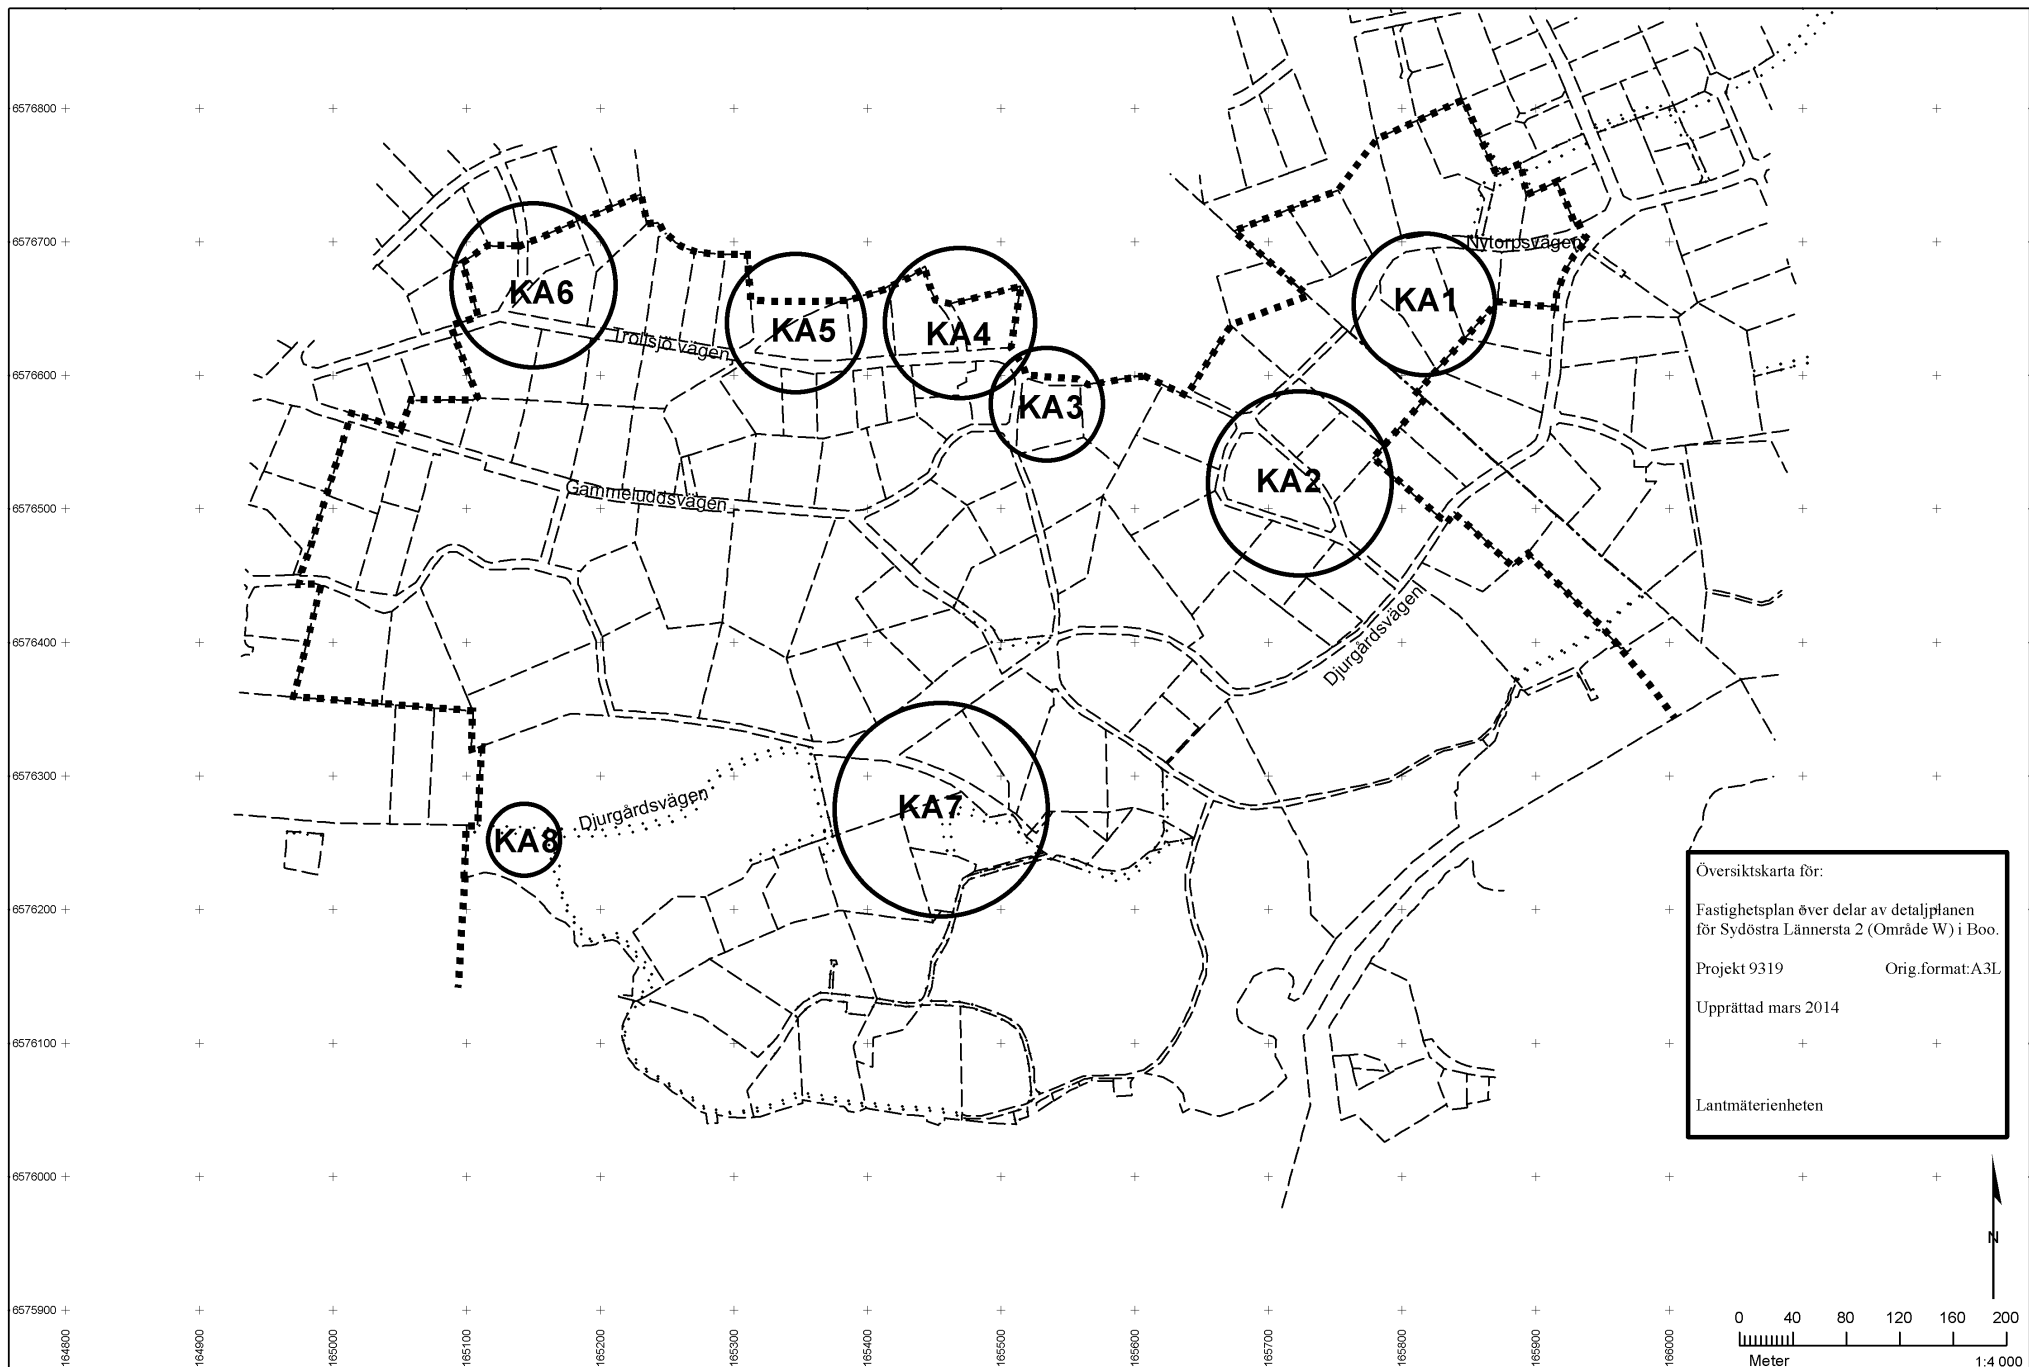 6576800
6576700
6576600
6576500
6576400
6576300
6576200
6576100
6576000
6575900
Nytorpsvägen
KA6
KA5
KA4
KA1
Trollsjö vägen
KA3
KA2
Gammeluddsvägen
Djurgårdsvägen
KA7
Djurgårdsvägen
KA8
Översiktskarta för:
Fastighetsplan över delar av detaljplanen
för Sydöstra Lännersta 2 (Område W) i Boo.
Projekt 9319 Orig.format:A3L
Upprättad mars 2014
Lantmäterienheten
N
0 40 80 120 160 200
Meter 1:4 000
164800
164900
165000
165100
165200
165300
165400
165500
165600
165700
165800
165900
166000